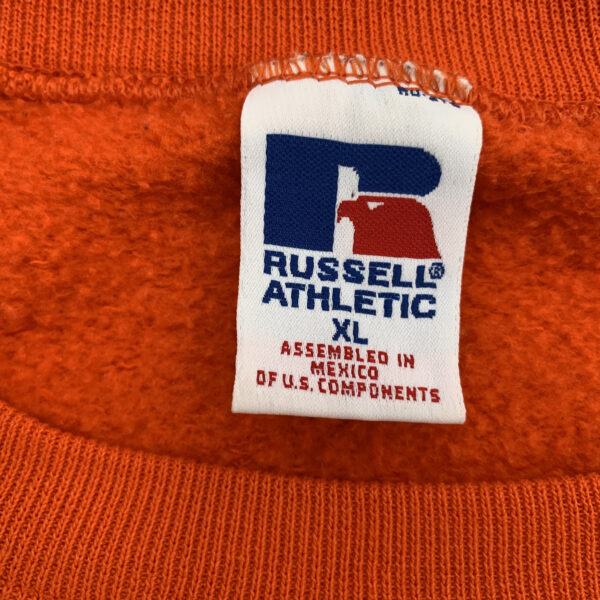 RUSSELL®
ATHLETIC
XL
ASSEMBLED IN
MEXICO
OF U.S. COMPONENTS